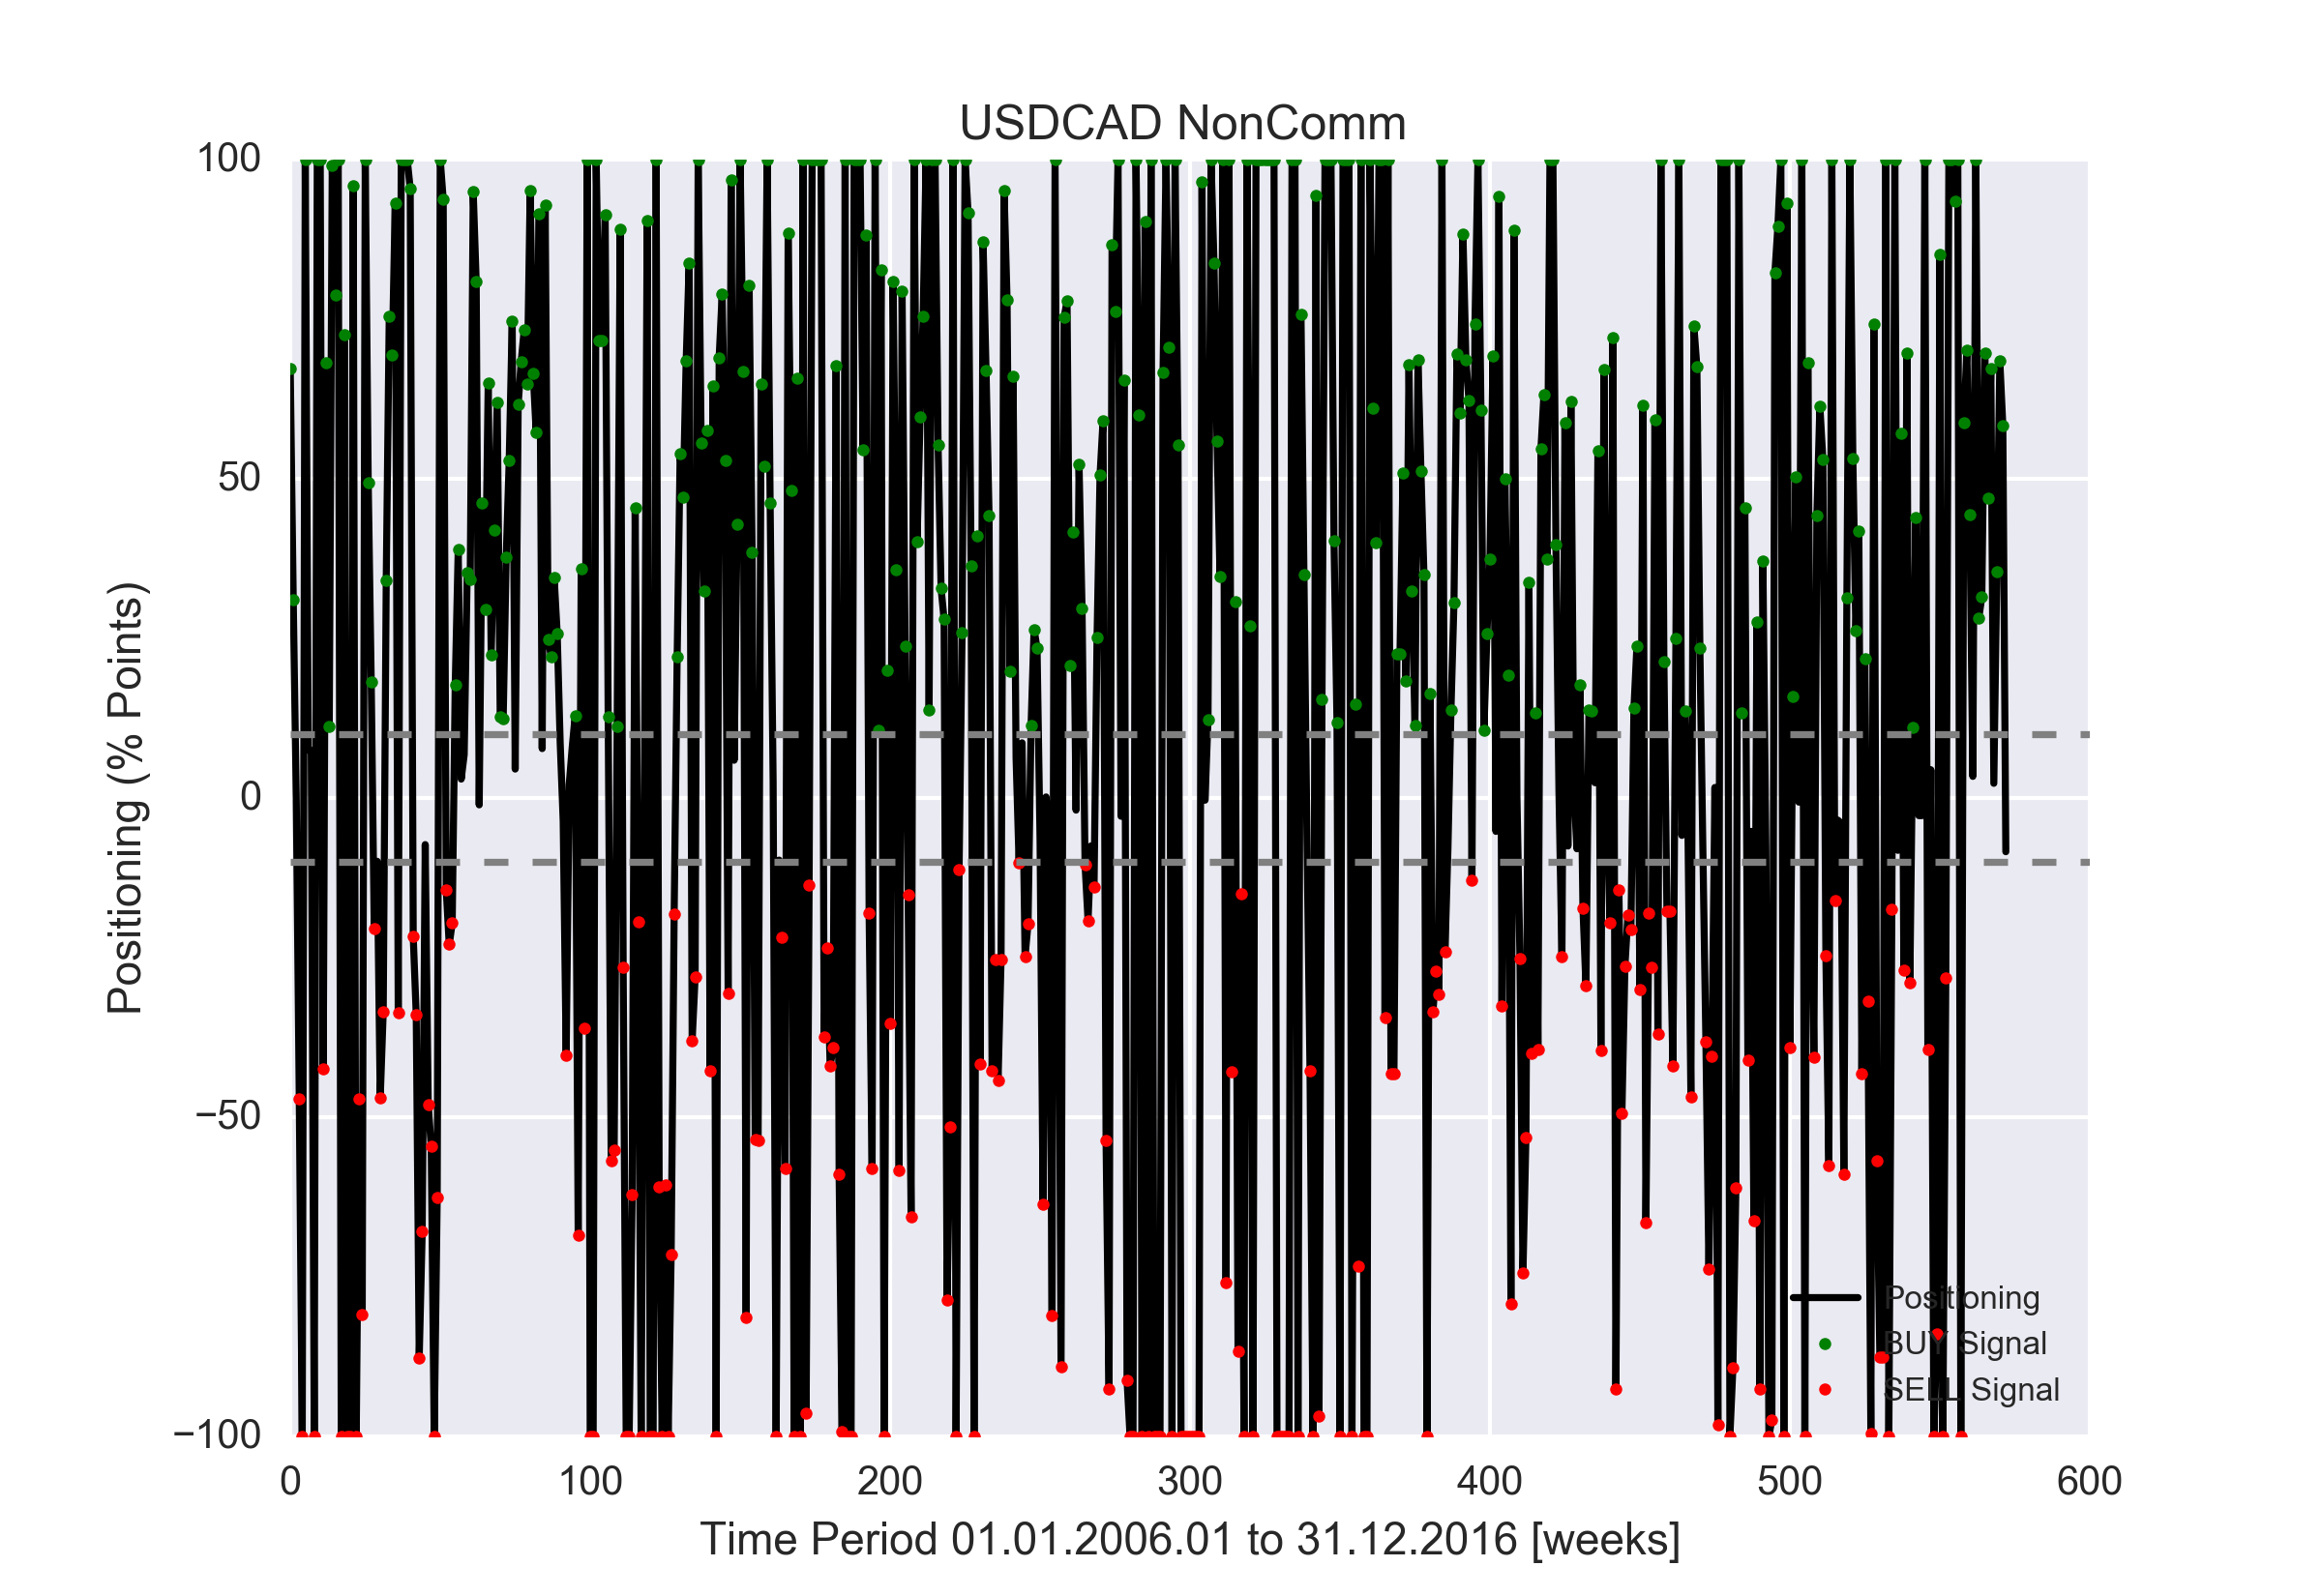 USDCAD NonComm
100
50
0
−50
−100
Positioning (% Points)
0 100 200 300 400 500 600
Time Period 01.01.2006.01 to 31.12.2016 [weeks]
Positioning
BUY Signal
SELL Signal